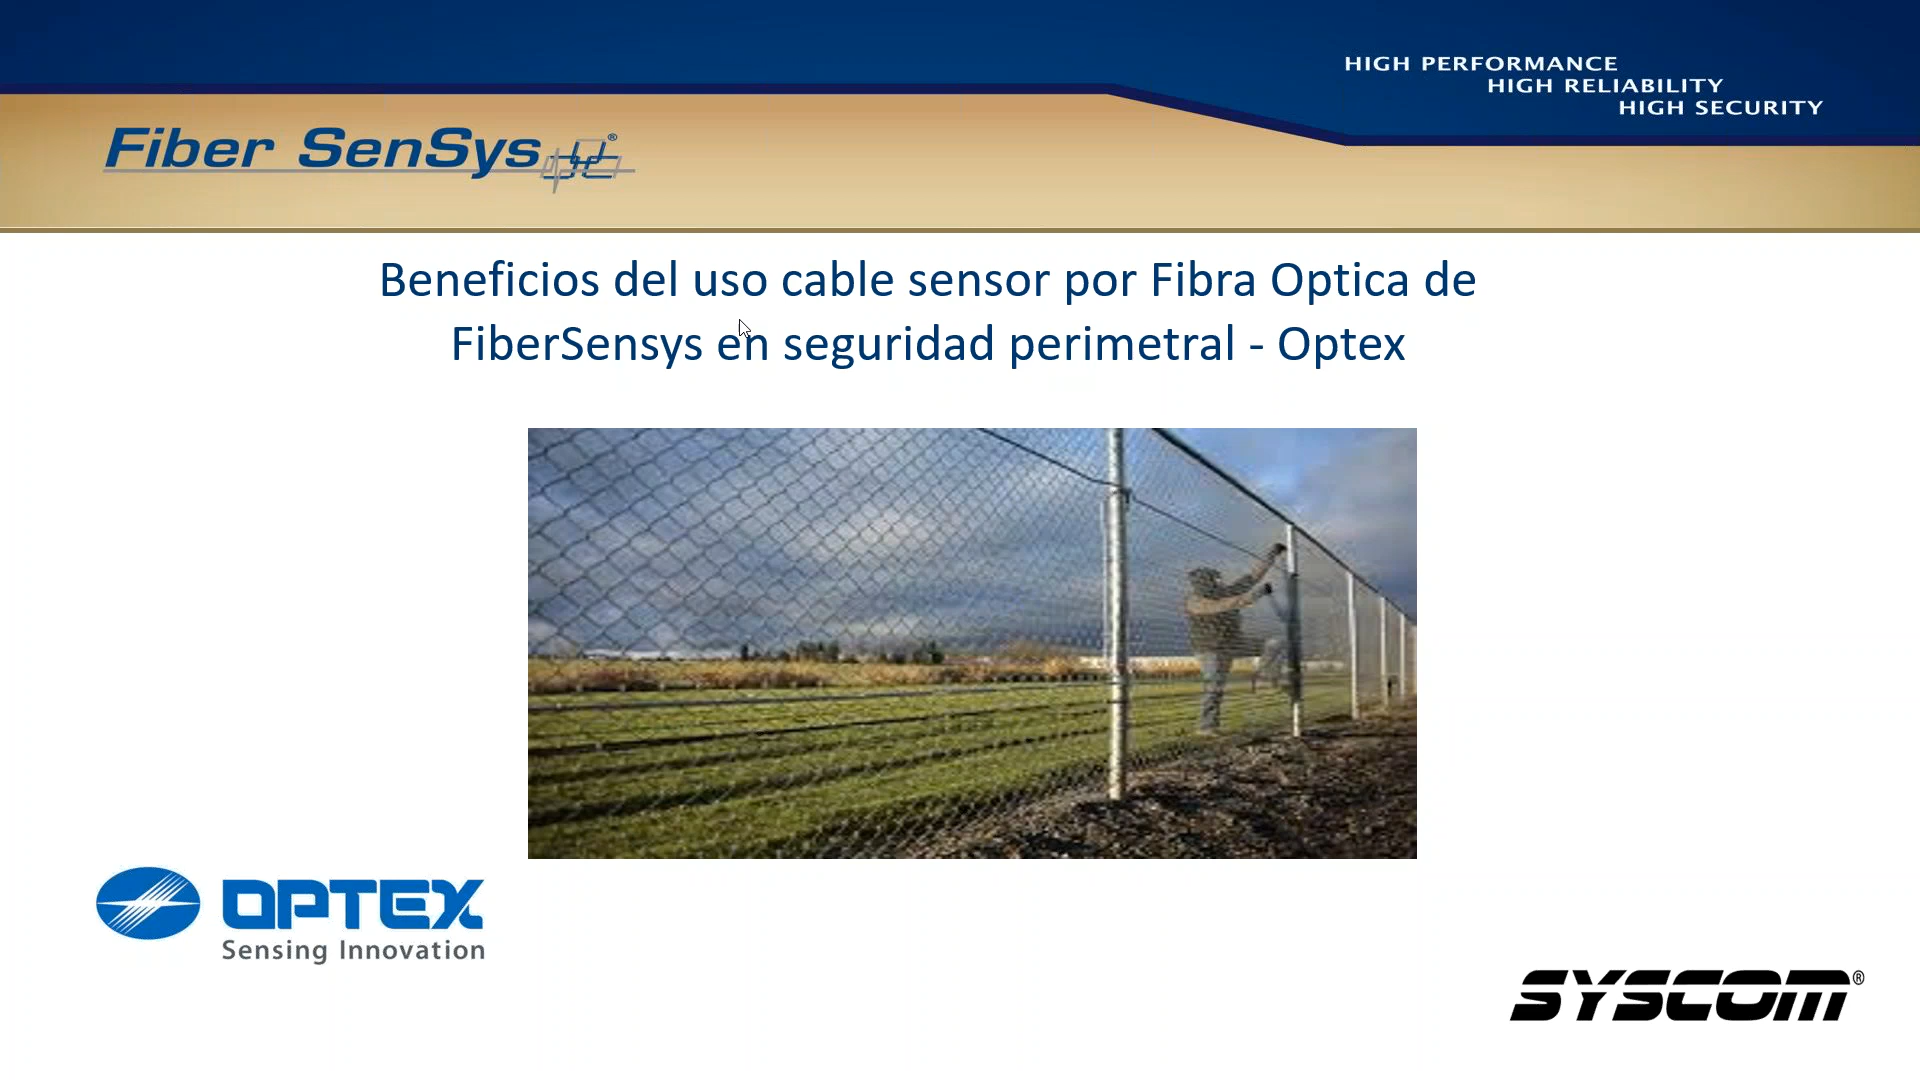 HIGH PERFORMANCE
HIGH RELIABILITY
HIGH SECURITY
Fiber SenSys®
Beneficios del uso cable sensor por Fibra Optica de
FiberSensys en seguridad perimetral - Optex
OPTEX
Sensing Innovation
SYSCOM®